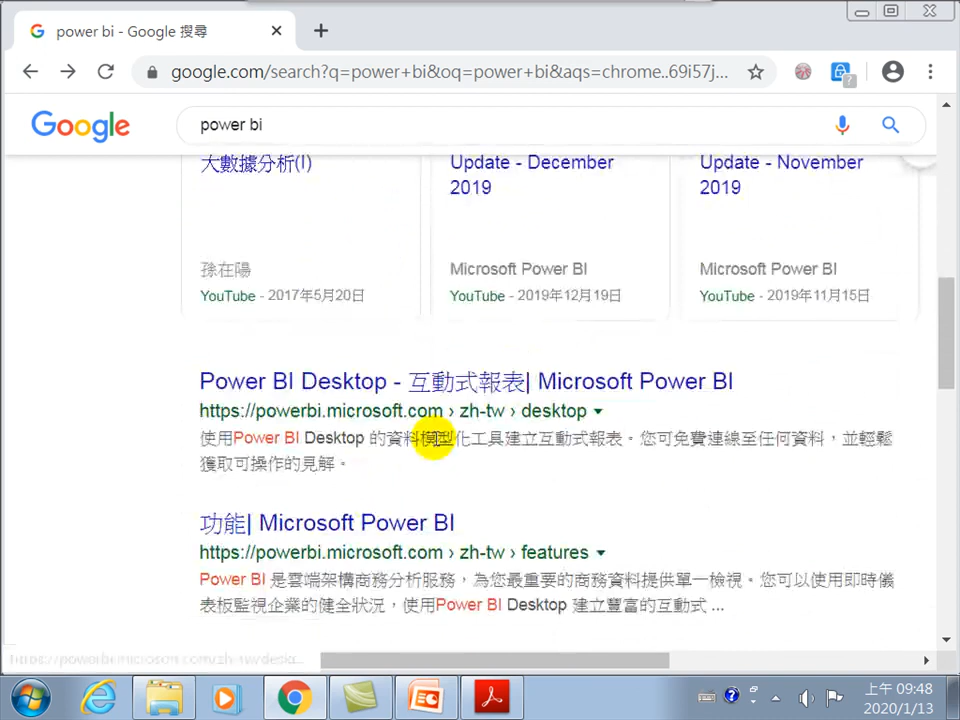 power bi - Google 搜尋
google.com/search?q=power+bi&oq=power+bi&aqs=chrome..69i57j...
Google
power bi
大數據分析(I)
Update - December 2019
Update - November 2019
孫在陽
Microsoft Power BI
Microsoft Power BI
YouTube - 2017年5月20日
YouTube - 2019年12月19日
YouTube - 2019年11月15日
Power BI Desktop - 互動式報表| Microsoft Power BI
https://powerbi.microsoft.com › zh-tw › desktop
使用Power BI Desktop 的資料模型化工具建立互動式報表。您可免費連線至任何資料，並輕鬆
獲取可操作的見解。
功能| Microsoft Power BI
https://powerbi.microsoft.com › zh-tw › features
Power BI 是雲端架構商務分析服務，為您最重要的商務資料提供單一檢視。您可以使用即時儀
表板監視企業的健全狀況，使用Power BI Desktop 建立豐富的互動式 ...
https://powerbi.microsoft.com/zh-tw/deskt...
上午 09:48
2020/1/13